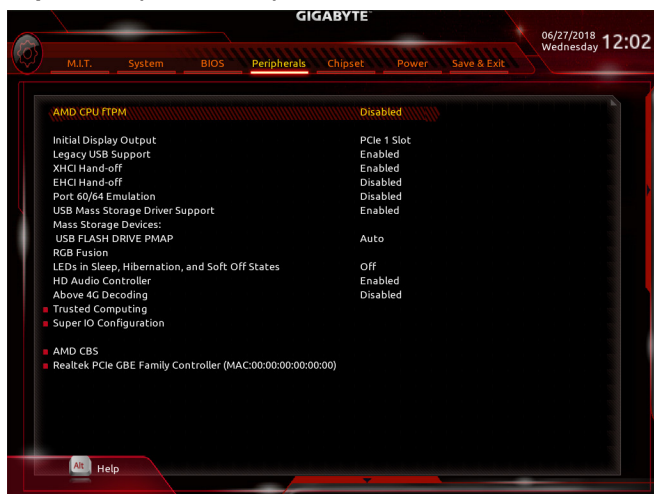 GIGABYTE™
06/27/2018
Wednesday
12:02
M.I.T. System BIOS Peripherals Chipset Power Save & Exit
AMD CPU fTPM Disabled
Initial Display Output PCIe 1 Slot
Legacy USB Support Enabled
XHCI Hand-off Enabled
EHCI Hand-off Disabled
Port 60/64 Emulation Disabled
USB Mass Storage Driver Support Enabled
Mass Storage Devices:
USB FLASH DRIVE PMAP Auto
RGB Fusion
LEDs in Sleep, Hibernation, and Soft Off States Off
HD Audio Controller Enabled
Above 4G Decoding Disabled
Trusted Computing
Super IO Configuration
AMD CBS
Realtek PCIe GBE Family Controller (MAC:00:00:00:00:00:00)
Alt Help